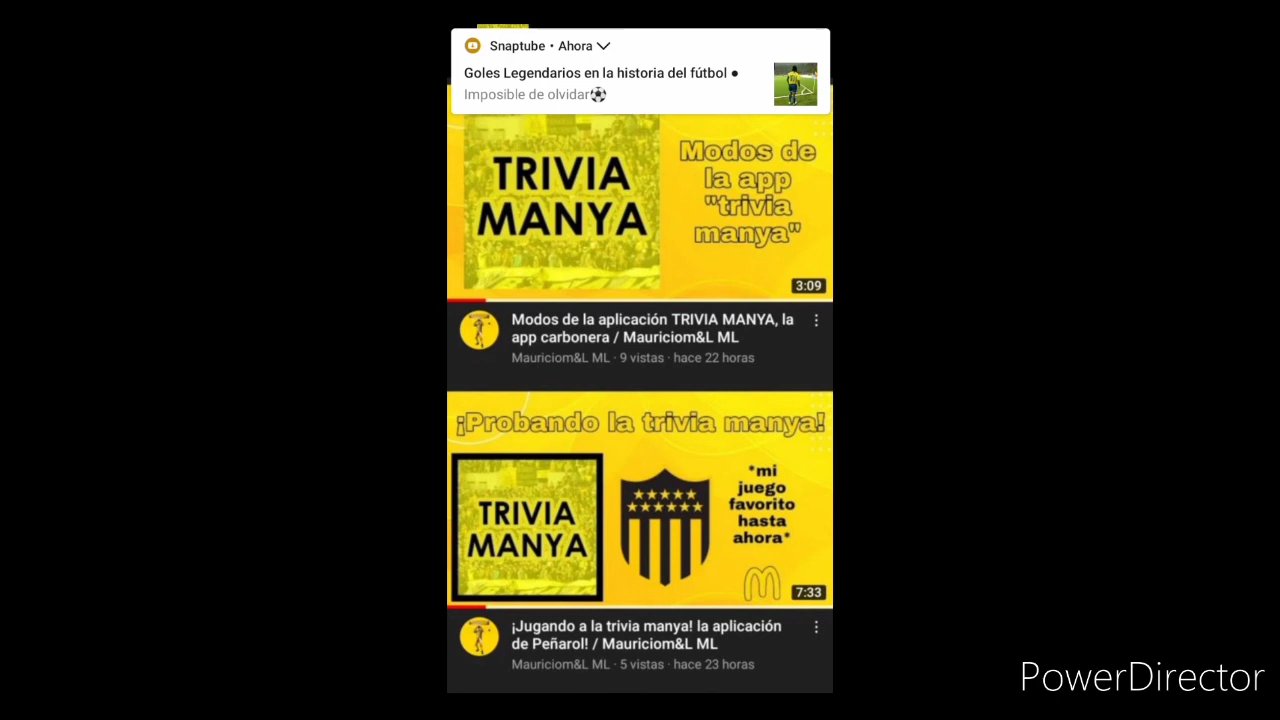 Snaptube • Ahora
Goles Legendarios en la historia del fútbol ●
Imposible de olvidar⚽
TRIVIA
MANYA
Modos de
la app
"trivia
manya"
3:09
Modos de la aplicación TRIVIA MANYA, la
app carbonera / Mauriciom&L ML
Mauriciom&L ML · 9 vistas · hace 22 horas
¡Probando la trivia manya!
TRIVIA
MANYA
*mi
juego
favorito
hasta
ahora*
7:33
¡Jugando a la trivia manya! la aplicación
de Peñarol! / Mauriciom&L ML
Mauriciom&L ML · 5 vistas · hace 23 horas
PowerDirector